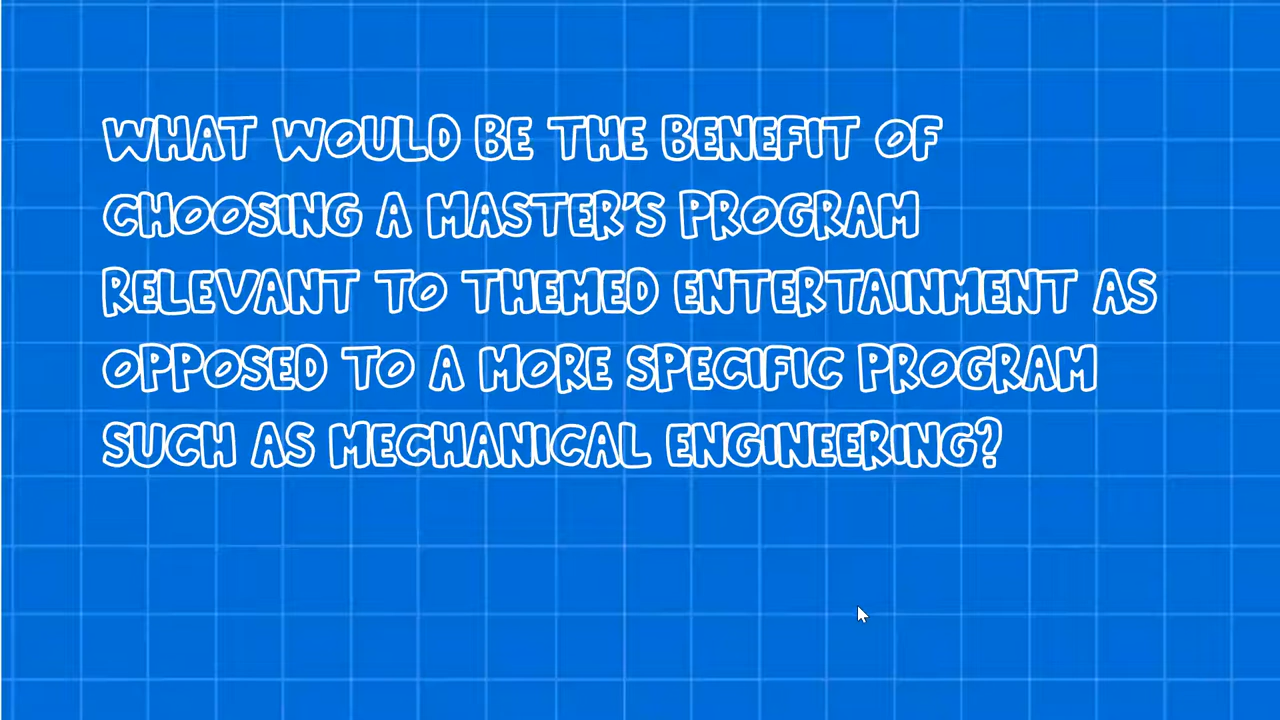 WHAT WOULD BE THE BENEFIT OF
CHOOSING A MASTER'S PROGRAM
RELEVANT TO THEMED ENTERTAINMENT AS
OPPOSED TO A MORE SPECIFIC PROGRAM
SUCH AS MECHANICAL ENGINEERING?